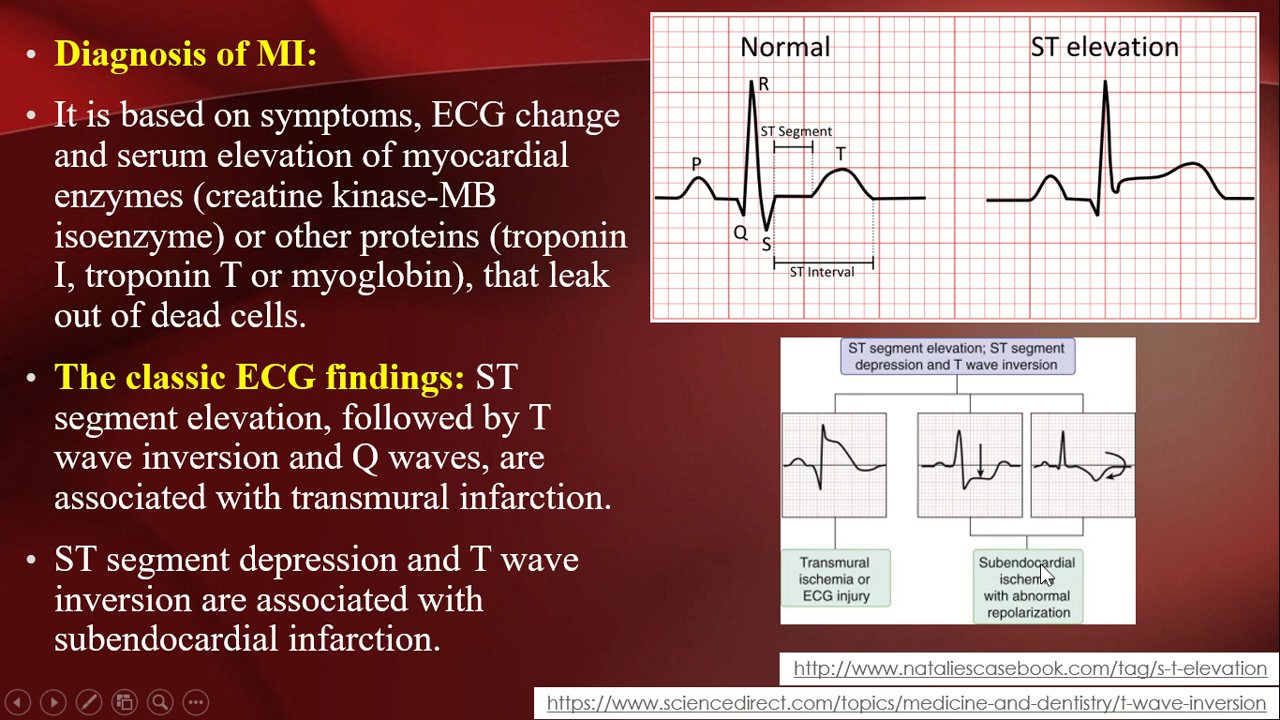 Diagnosis of MI:
It is based on symptoms, ECG change
and serum elevation of myocardial
enzymes (creatine kinase-MB
isoenzyme) or other proteins (troponin
I, troponin T or myoglobin), that leak
out of dead cells.
The classic ECG findings: ST
segment elevation, followed by T
wave inversion and Q waves, are
associated with transmural infarction.
ST segment depression and T wave
inversion are associated with
subendocardial infarction.
Normal
R
ST Segment
P
T
Q
S
ST Interval
ST elevation
ST segment elevation; ST segment
depression and T wave inversion
Transmural
ischemia or
ECG injury
Subendocardial
ischemia
with abnormal
repolarization
http://www.nataliescasebook.com/tag/s-t-elevation
https://www.sciencedirect.com/topics/medicine-and-dentistry/t-wave-inversion